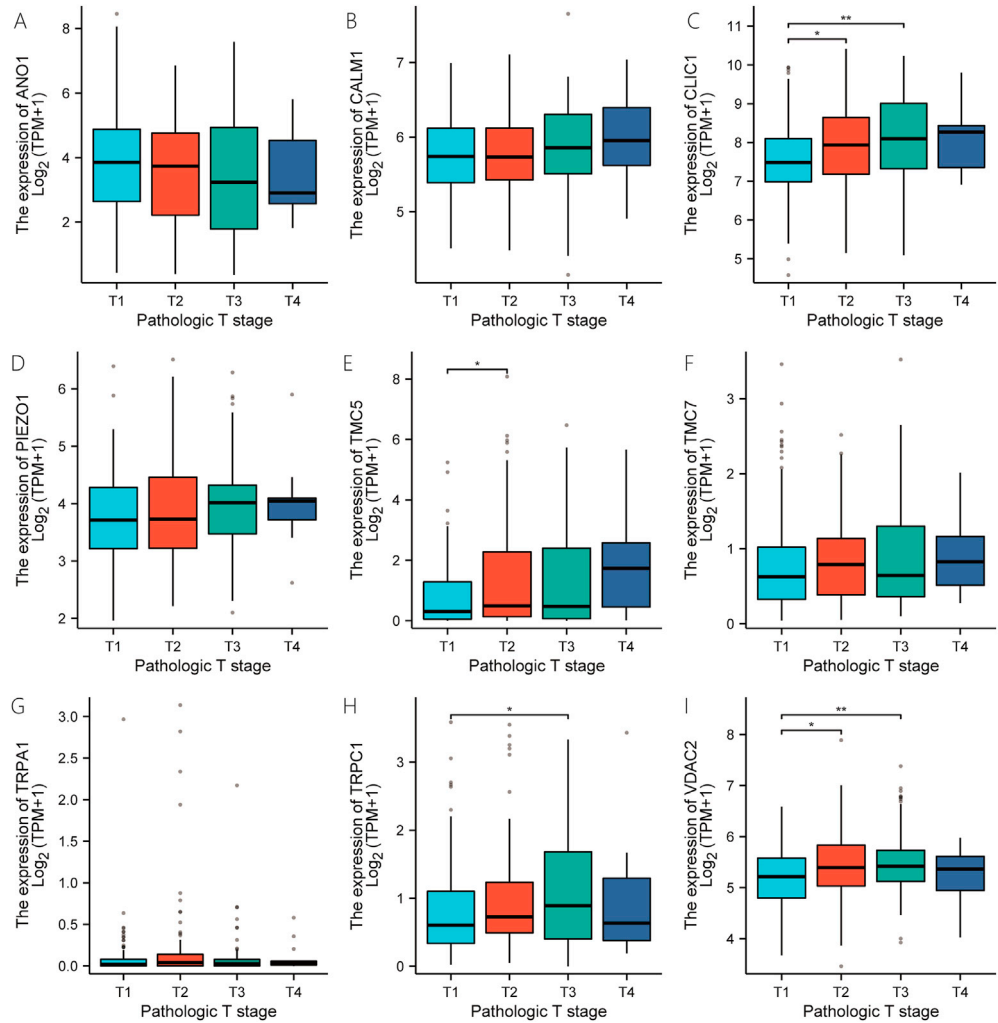 A
The expression of ANO1
Log2 (TPM+1)
8
6
4
2
T1 T2 T3 T4
Pathologic T stage
B
The expression of CALM1
Log2 (TPM+1)
7
6
5
T1 T2 T3 T4
Pathologic T stage
C
The expression of CLIC1
Log2 (TPM+1)
**
*
11
10
9
8
7
6
5
T1 T2 T3 T4
Pathologic T stage
D
The expression of PIEZO1
Log2 (TPM+1)
6
5
4
3
2
T1 T2 T3 T4
Pathologic T stage
E
The expression of TMC5
Log2 (TPM+1)
*
8
6
4
2
0
T1 T2 T3 T4
Pathologic T stage
F
The expression of TMC7
Log2 (TPM+1)
3
2
1
0
T1 T2 T3 T4
Pathologic T stage
G
The expression of TRPA1
Log2 (TPM+1)
3.0
2.5
2.0
1.5
1.0
0.5
0.0
T1 T2 T3 T4
Pathologic T stage
H
The expression of TRPC1
Log2 (TPM+1)
*
3
2
1
0
T1 T2 T3 T4
Pathologic T stage
I
The expression of VDAC2
Log2 (TPM+1)
**
*
8
7
6
5
4
T1 T2 T3 T4
Pathologic T stage